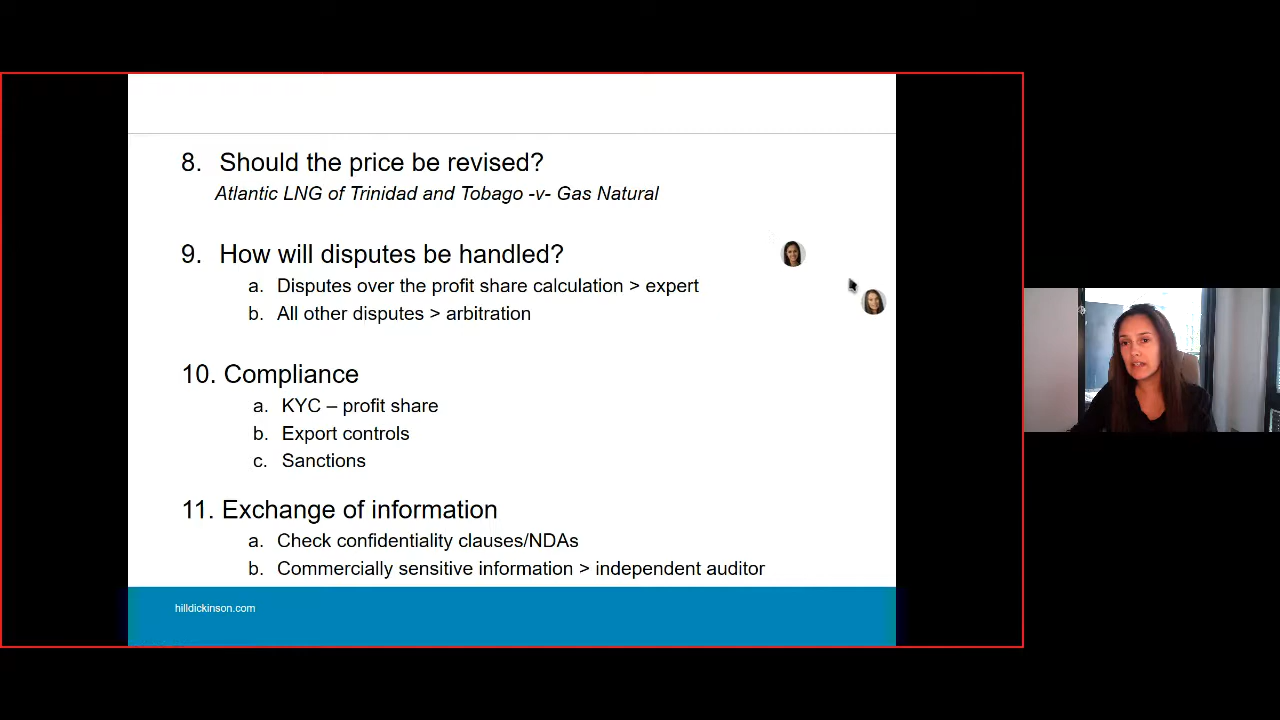 8. Should the price be revised?
Atlantic LNG of Trinidad and Tobago -v- Gas Natural
9. How will disputes be handled?
a. Disputes over the profit share calculation > expert
b. All other disputes > arbitration
10. Compliance
a. KYC – profit share
b. Export controls
c. Sanctions
11. Exchange of information
a. Check confidentiality clauses/NDAs
b. Commercially sensitive information > independent auditor
hilldickinson.com